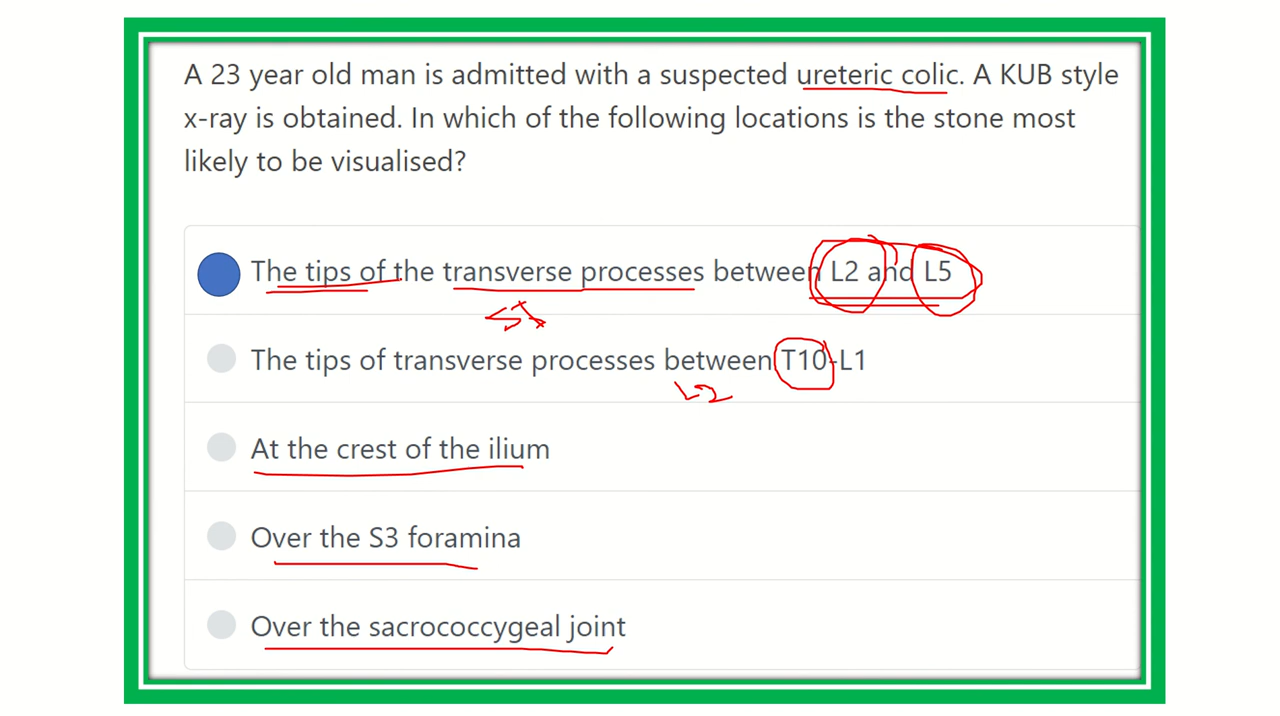 A 23 year old man is admitted with a suspected ureteric colic. A KUB style
x-ray is obtained. In which of the following locations is the stone most
likely to be visualised?
The tips of the transverse processes between L2 and L5
The tips of transverse processes between T10-L1
L2
At the crest of the ilium
Over the S3 foramina
Over the sacrococcygeal joint